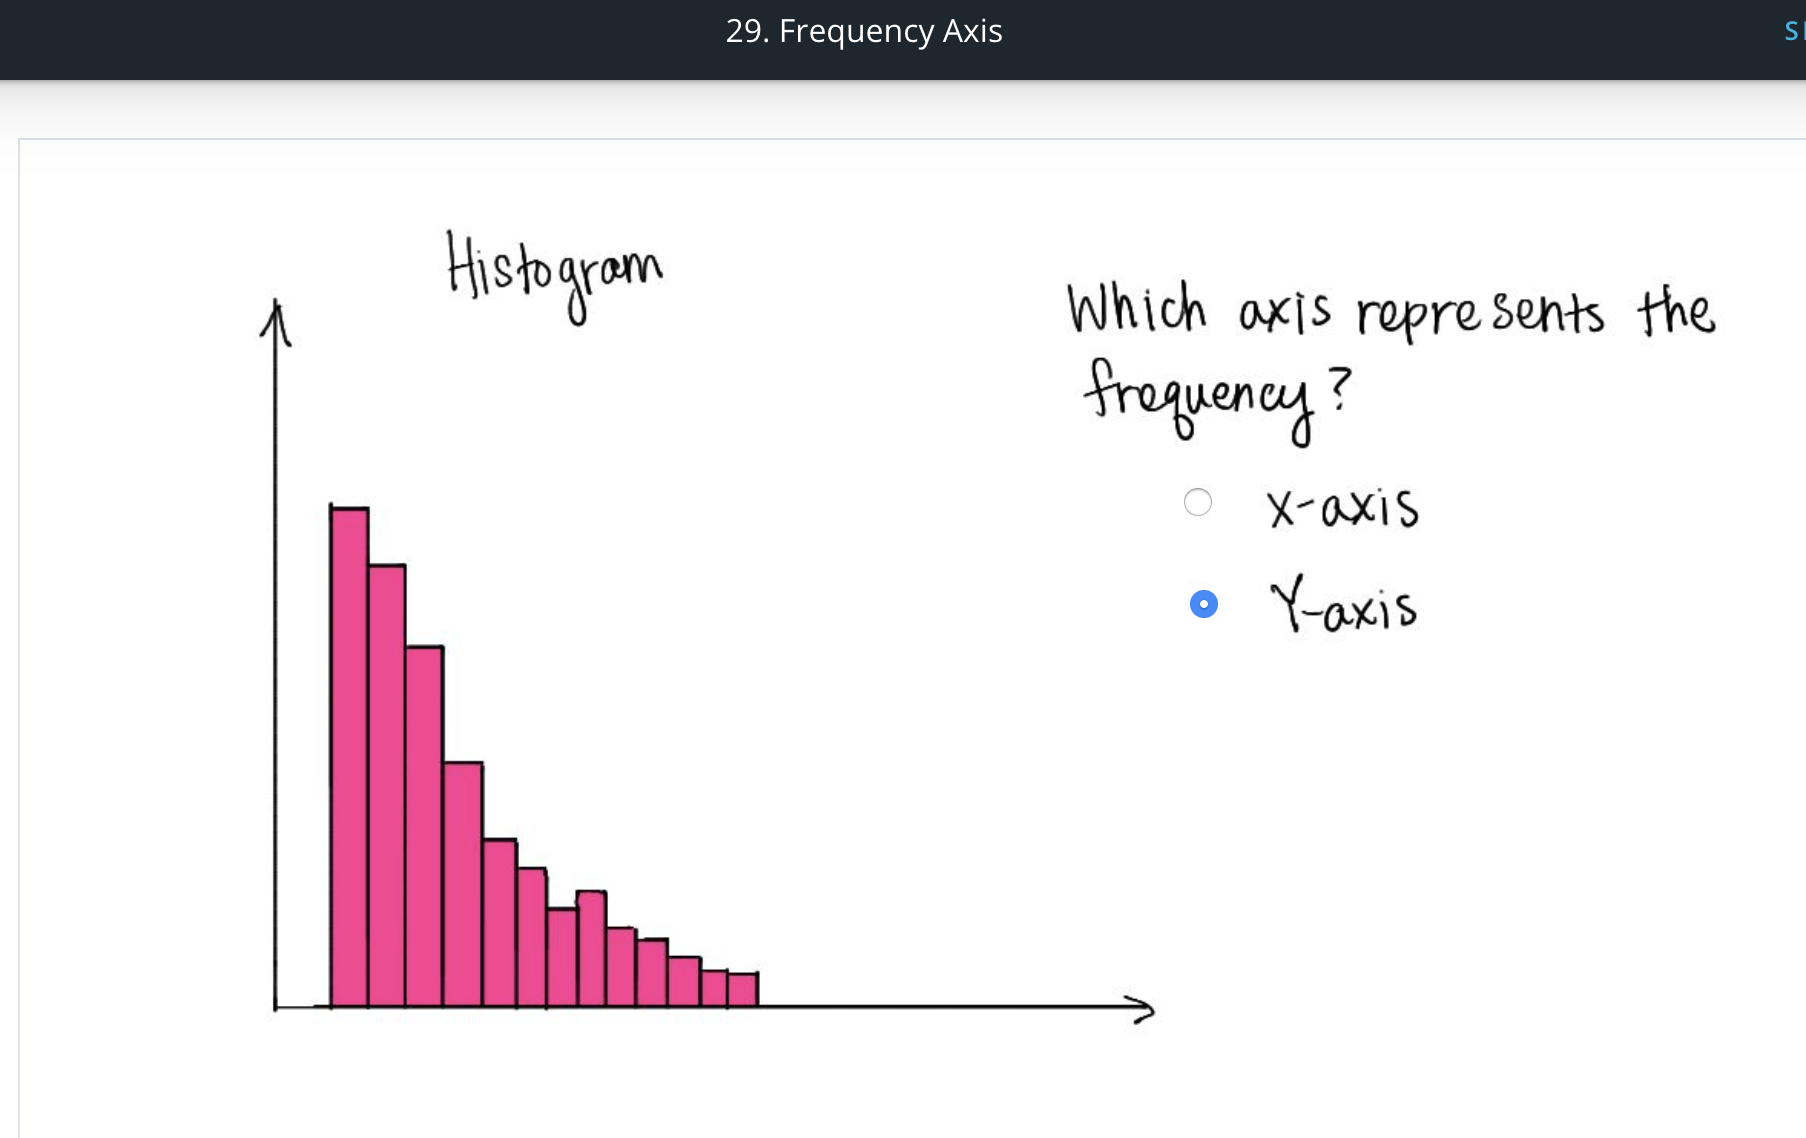 29. Frequency Axis
Histogram
Which axis represents the
frequency?
x-axis
Y-axis